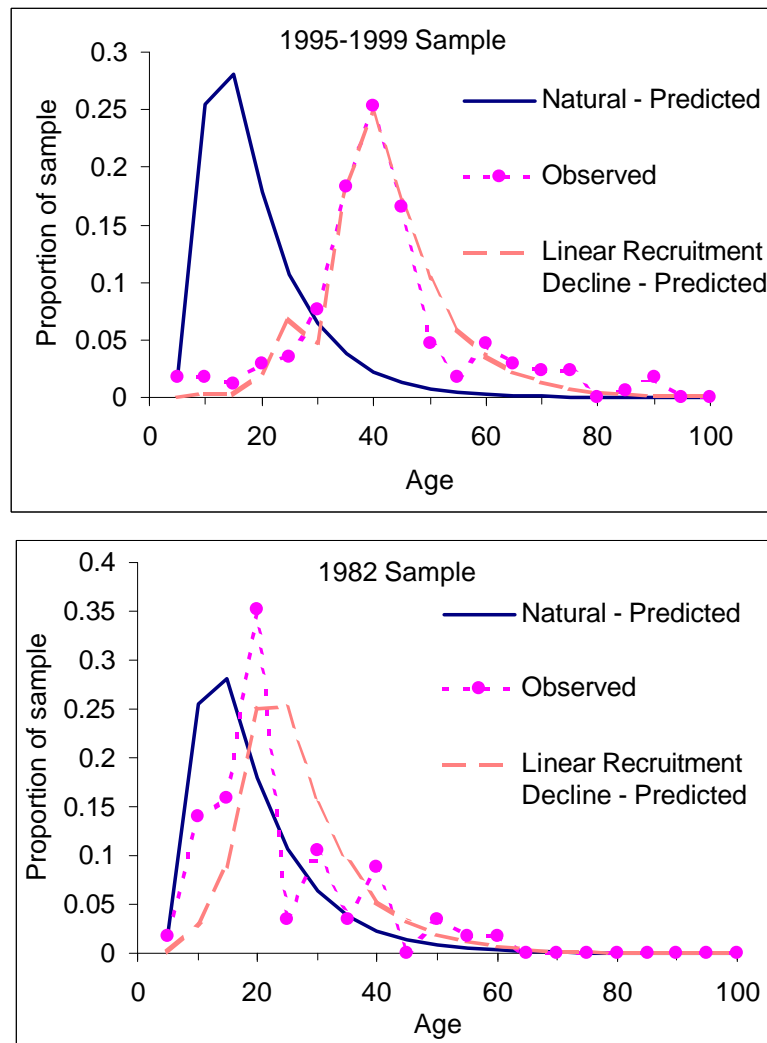 1995-1999 Sample
0.3
0.25
0.2
0.15
0.1
0.05
0
Proportion of sample
Natural - Predicted
Observed
Linear Recruitment
Decline - Predicted
0 20 40 60 80 100
Age
1982 Sample
0.4
0.35
0.3
0.25
0.2
0.15
0.1
0.05
0
Proportion of sample
Natural - Predicted
Observed
Linear Recruitment
Decline - Predicted
0 20 40 60 80 100
Age